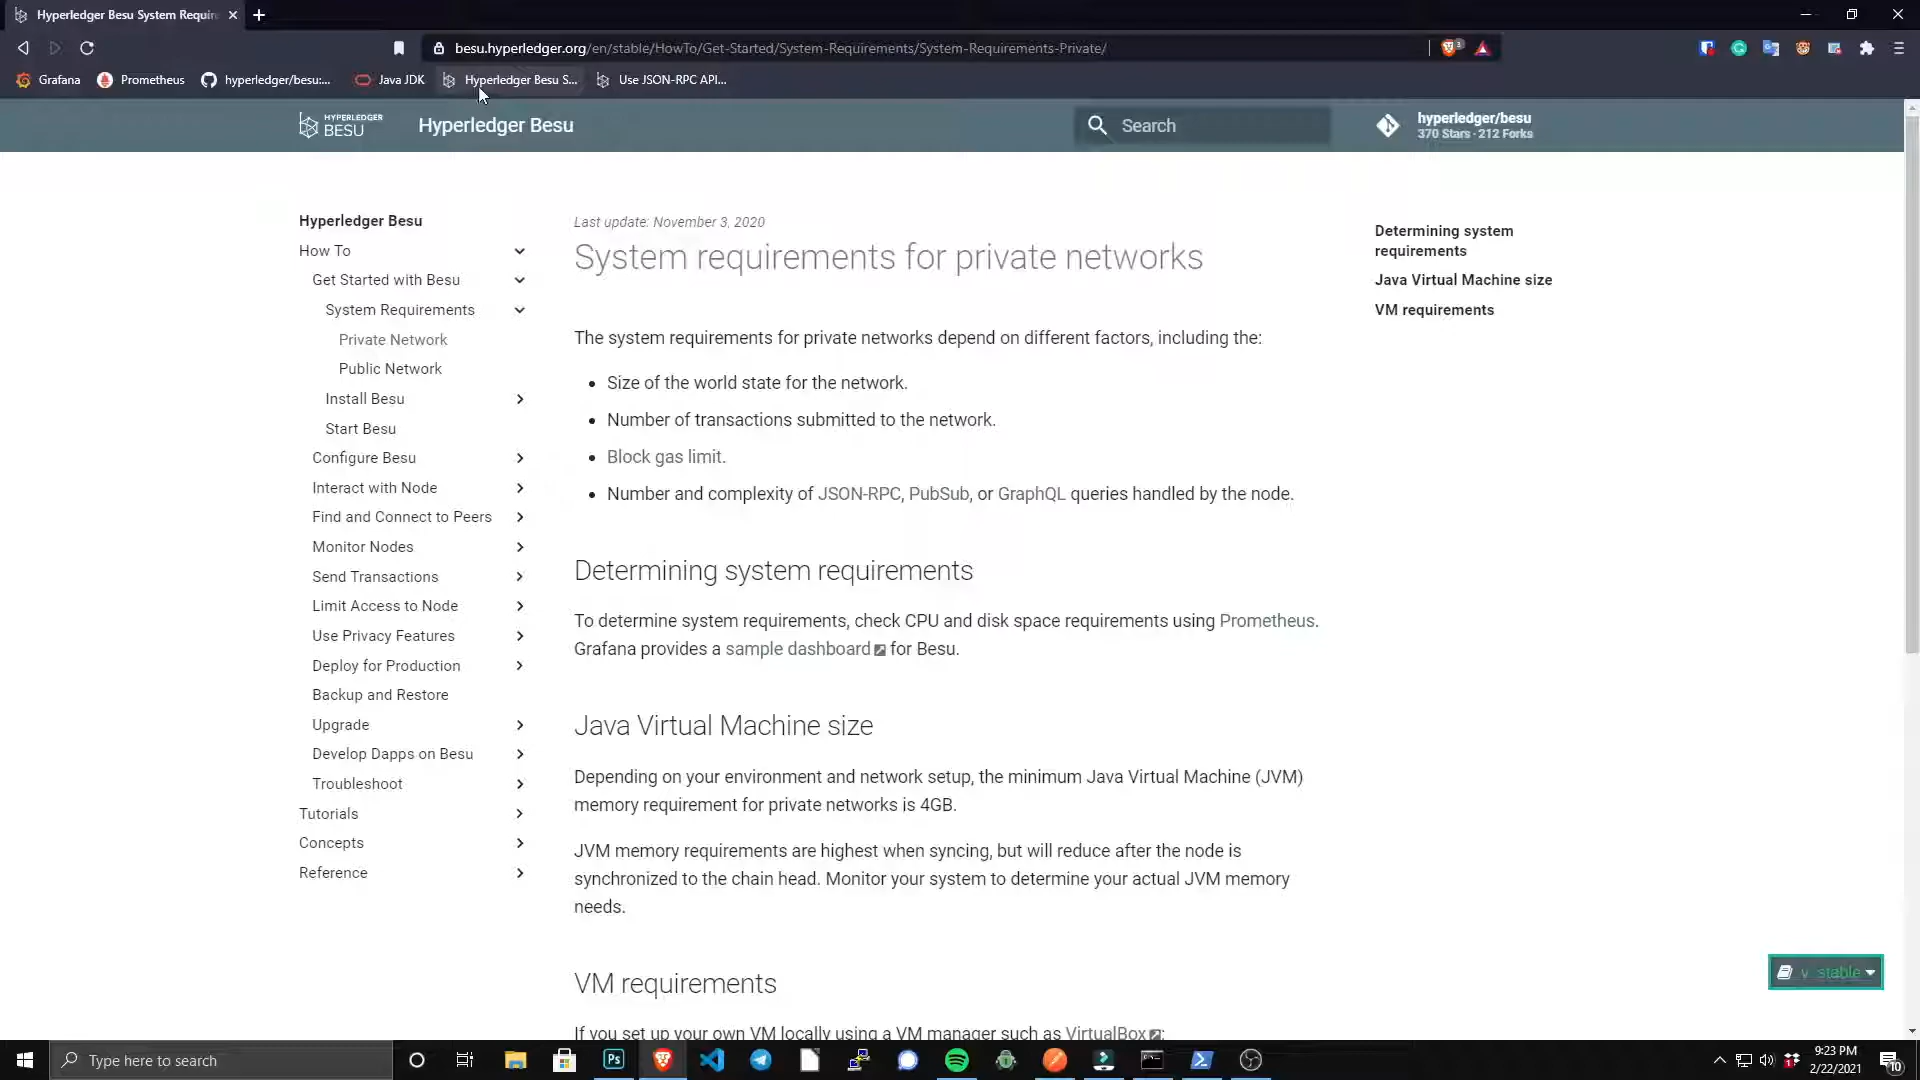 Hyperledger Besu System Require
besu.hyperledger.org/en/stable/HowTo/Get-Started/System-Requirements/System-Requirements-Private/
3
Grafana
Prometheus
hyperledger/besu:...
Java JDK
Hyperledger Besu S...
Use JSON-RPC API...
HYPERLEDGER
BESU
Hyperledger Besu
Search
hyperledger/besu
370 Stars · 212 Forks
Hyperledger Besu
How To
Get Started with Besu
System Requirements
Private Network
Public Network
Install Besu
Start Besu
Configure Besu
Interact with Node
Find and Connect to Peers
Monitor Nodes
Send Transactions
Limit Access to Node
Use Privacy Features
Deploy for Production
Backup and Restore
Upgrade
Develop Dapps on Besu
Troubleshoot
Tutorials
Concepts
Reference
Last update: November 3, 2020
System requirements for private networks
The system requirements for private networks depend on different factors, including the:
Size of the world state for the network.
Number of transactions submitted to the network.
Block gas limit.
Number and complexity of JSON-RPC, PubSub, or GraphQL queries handled by the node.
Determining system requirements
To determine system requirements, check CPU and disk space requirements using Prometheus.
Grafana provides a sample dashboard for Besu.
Java Virtual Machine size
Depending on your environment and network setup, the minimum Java Virtual Machine (JVM)
memory requirement for private networks is 4GB.
JVM memory requirements are highest when syncing, but will reduce after the node is
synchronized to the chain head. Monitor your system to determine your actual JVM memory
needs.
VM requirements
If you set up your own VM locally using a VM manager such as VirtualBox:
Determining system
requirements
Java Virtual Machine size
VM requirements
v: stable
Type here to search
Ps
9:23 PM
2/22/2021
10